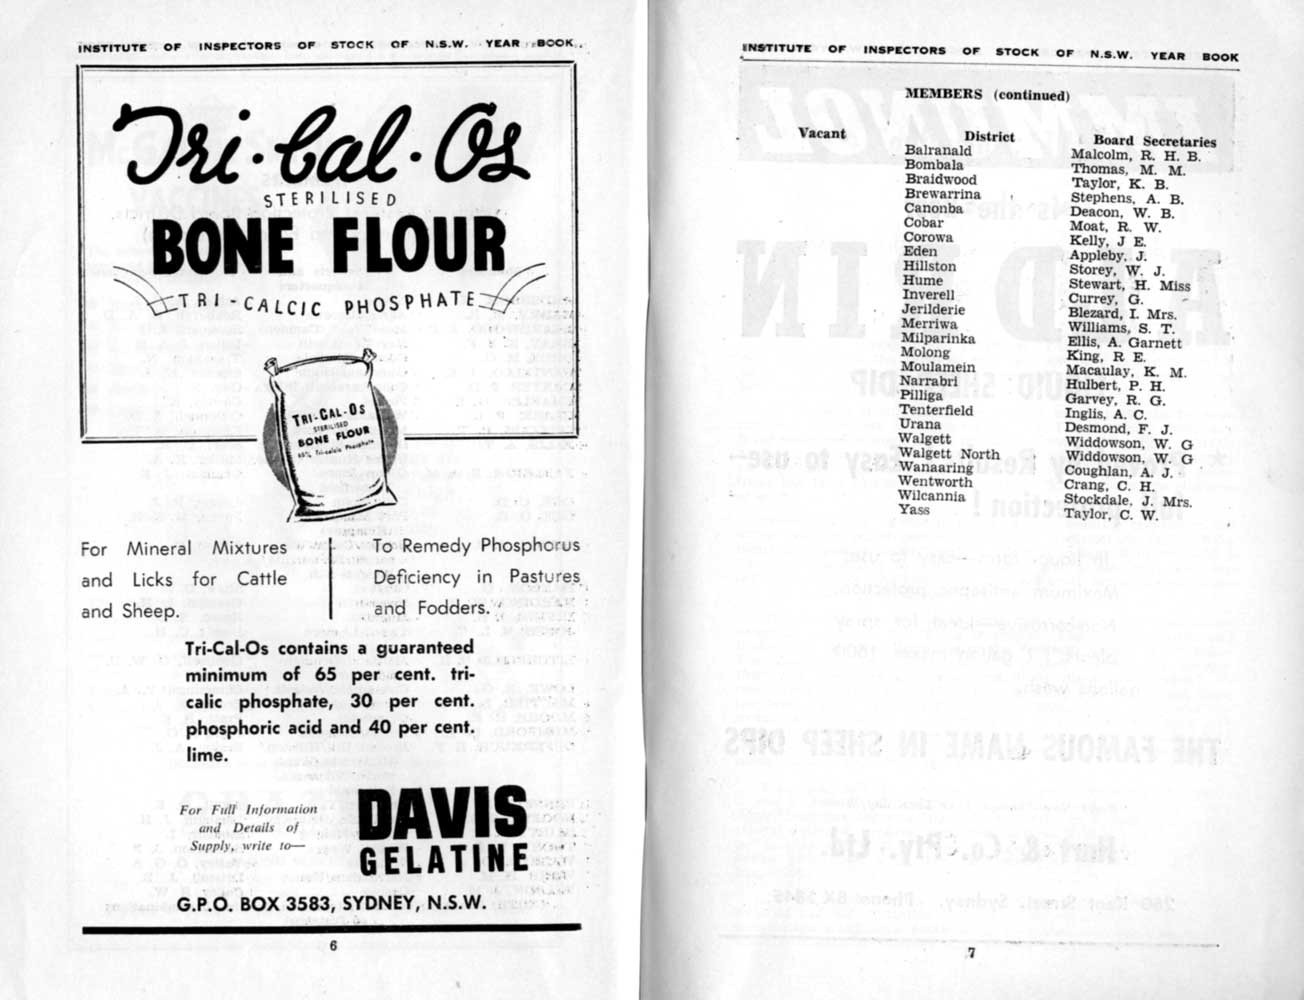 INSTITUTE OF INSPECTORS OF STOCK OF N.S.W. YEAR BOOK
Tri-Cal-Os
STERILISED
BONE FLOUR
TRI-CALCIC PHOSPHATE
TRI-CAL-OS
STERILISED
BONE FLOUR
65% Tri-calcic Phosphate
For Mineral Mixtures
and Licks for Cattle
and Sheep.
To Remedy Phosphorus
Deficiency in Pastures
and Fodders.
Tri-Cal-Os contains a guaranteed
minimum of 65 per cent. tri-
calic phosphate, 30 per cent.
phosphoric acid and 40 per cent.
lime.
For Full Information
and Details of
Supply, write to—
DAVIS
GELATINE
G.P.O. BOX 3583, SYDNEY, N.S.W.
6
INSTITUTE OF INSPECTORS OF STOCK OF N.S.W. YEAR BOOK
MEMBERS (continued)
Vacant District Board Secretaries
Balranald Malcolm, R. H. B.
Bombala Thomas, M. M.
Braidwood Taylor, K. B.
Brewarrina Stephens, A. B.
Canonba Deacon, W. B.
Cobar Moat, R. W.
Corowa Kelly, J E.
Eden Appleby, J.
Hillston Storey, W. J.
Hume Stewart, H. Miss
Inverell Currey, G.
Jerilderie Blezard, I. Mrs.
Merriwa Williams, S. T.
Milparinka Ellis, A. Garnett
Molong King, R E.
Moulamein Macaulay, K. M.
Narrabri Hulbert, P. H.
Pilliga Garvey, R. G.
Tenterfield Inglis, A. C.
Urana Desmond, F. J.
Walgett Widdowson, W. G
Walgett North Widdowson, W. G
Wanaaring Coughlan, A. J.
Wentworth Crang, C. H.
Wilcannia Stockdale, J. Mrs.
Yass Taylor, C. W.
7